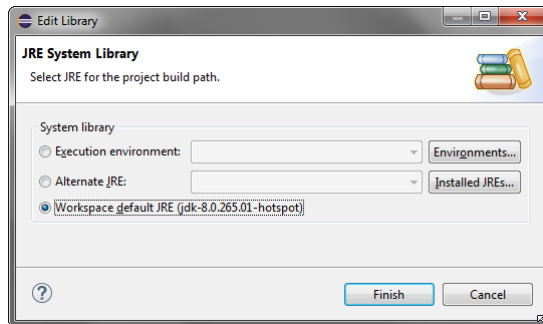 Edit Library
JRE System Library
Select JRE for the project build path.
System library
Execution environment:
Environments...
Alternate JRE:
Installed JREs...
Workspace default JRE (jdk-8.0.265.01-hotspot)
?
Finish
Cancel